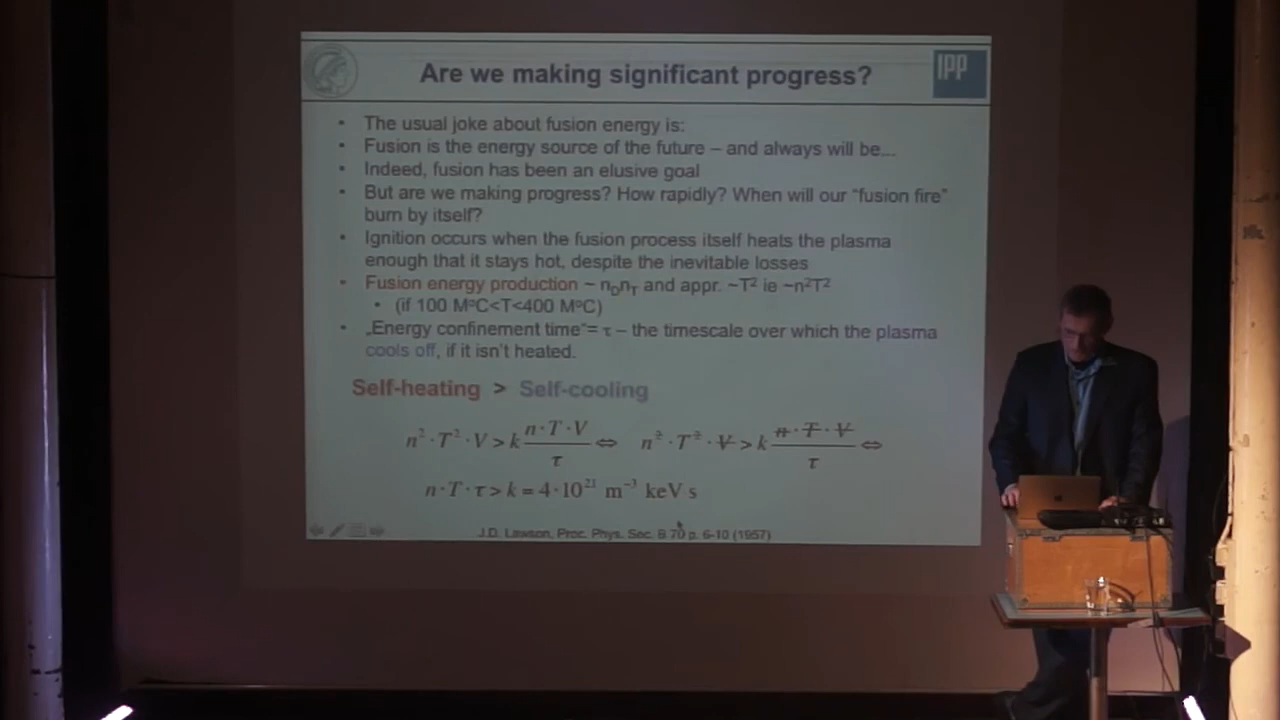 Are we making significant progress?
IPP
• The usual joke about fusion energy is:
• Fusion is the energy source of the future – and always will be...
• Indeed, fusion has been an elusive goal
• But are we making progress? How rapidly? When will our "fusion fire"
burn by itself?
• Ignition occurs when the fusion process itself heats the plasma
enough that it stays hot, despite the inevitable losses
• Fusion energy production ~ n_D n_T and appr. ~T² ie ~n²T²
• (if 100 MºC<T<400 MºC)
• „Energy confinement time“= τ – the timescale over which the plasma
cools off, if it isn't heated.
Self-heating > Self-cooling
n² · T² · V > k (n · T · V)/τ ⇔ n² · T² · V > k (n · T · V)/τ ⇔
n · T · τ > k = 4 · 10²¹ m⁻³ keV s
J.D. Lawson, Proc. Phys. Sec. B 70 p. 6-10 (1957)